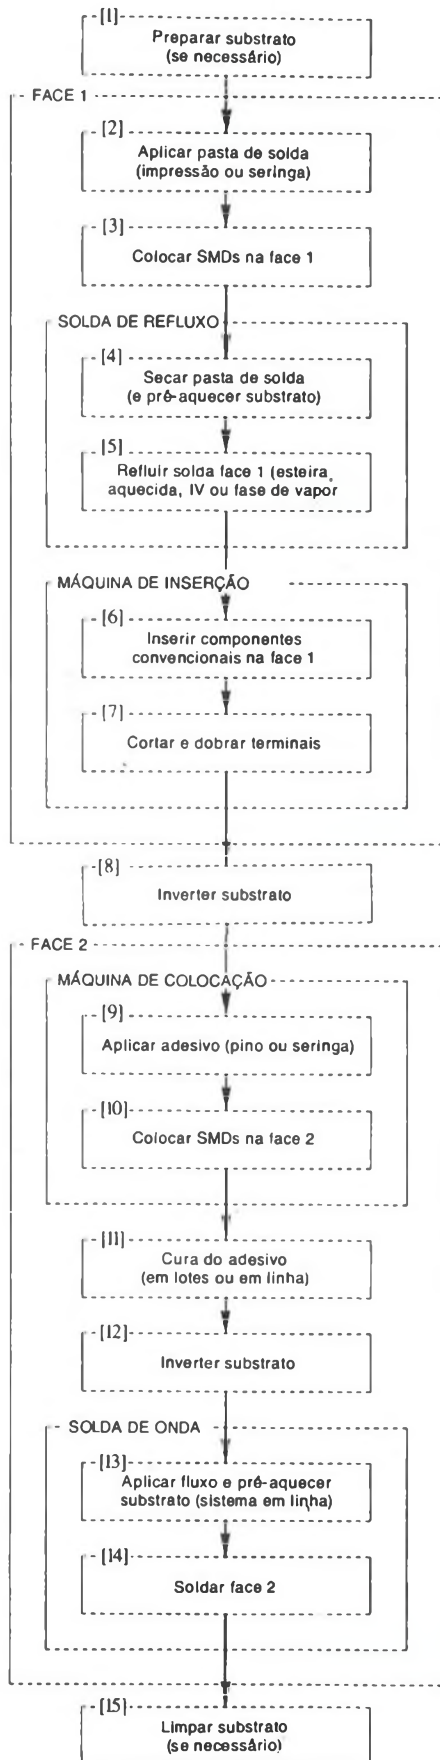 [1]
Preparar substrato
(se necessário)
FACE 1
[2]
Aplicar pasta de solda
(impressão ou seringa)
[3]
Colocar SMDs na face 1
SOLDA DE REFLUXO
[4]
Secar pasta de solda
(e pré-aquecer substrato)
[5]
Refluir solda face 1 (esteira
aquecida, IV ou fase de vapor
MÁQUINA DE INSERÇÃO
[6]
Inserir componentes
convencionais na face 1
[7]
Cortar e dobrar terminais
[8]
Inverter substrato
FACE 2
MÁQUINA DE COLOCAÇÃO
[9]
Aplicar adesivo (pino ou seringa)
[10]
Colocar SMDs na face 2
[11]
Cura do adesivo
(em lotes ou em linha)
[12]
Inverter substrato
SOLDA DE ONDA
[13]
Aplicar fluxo e pré-aquecer
substrato (sistema em linha)
[14]
Soldar face 2
[15]
Limpar substrato
(se necessário)